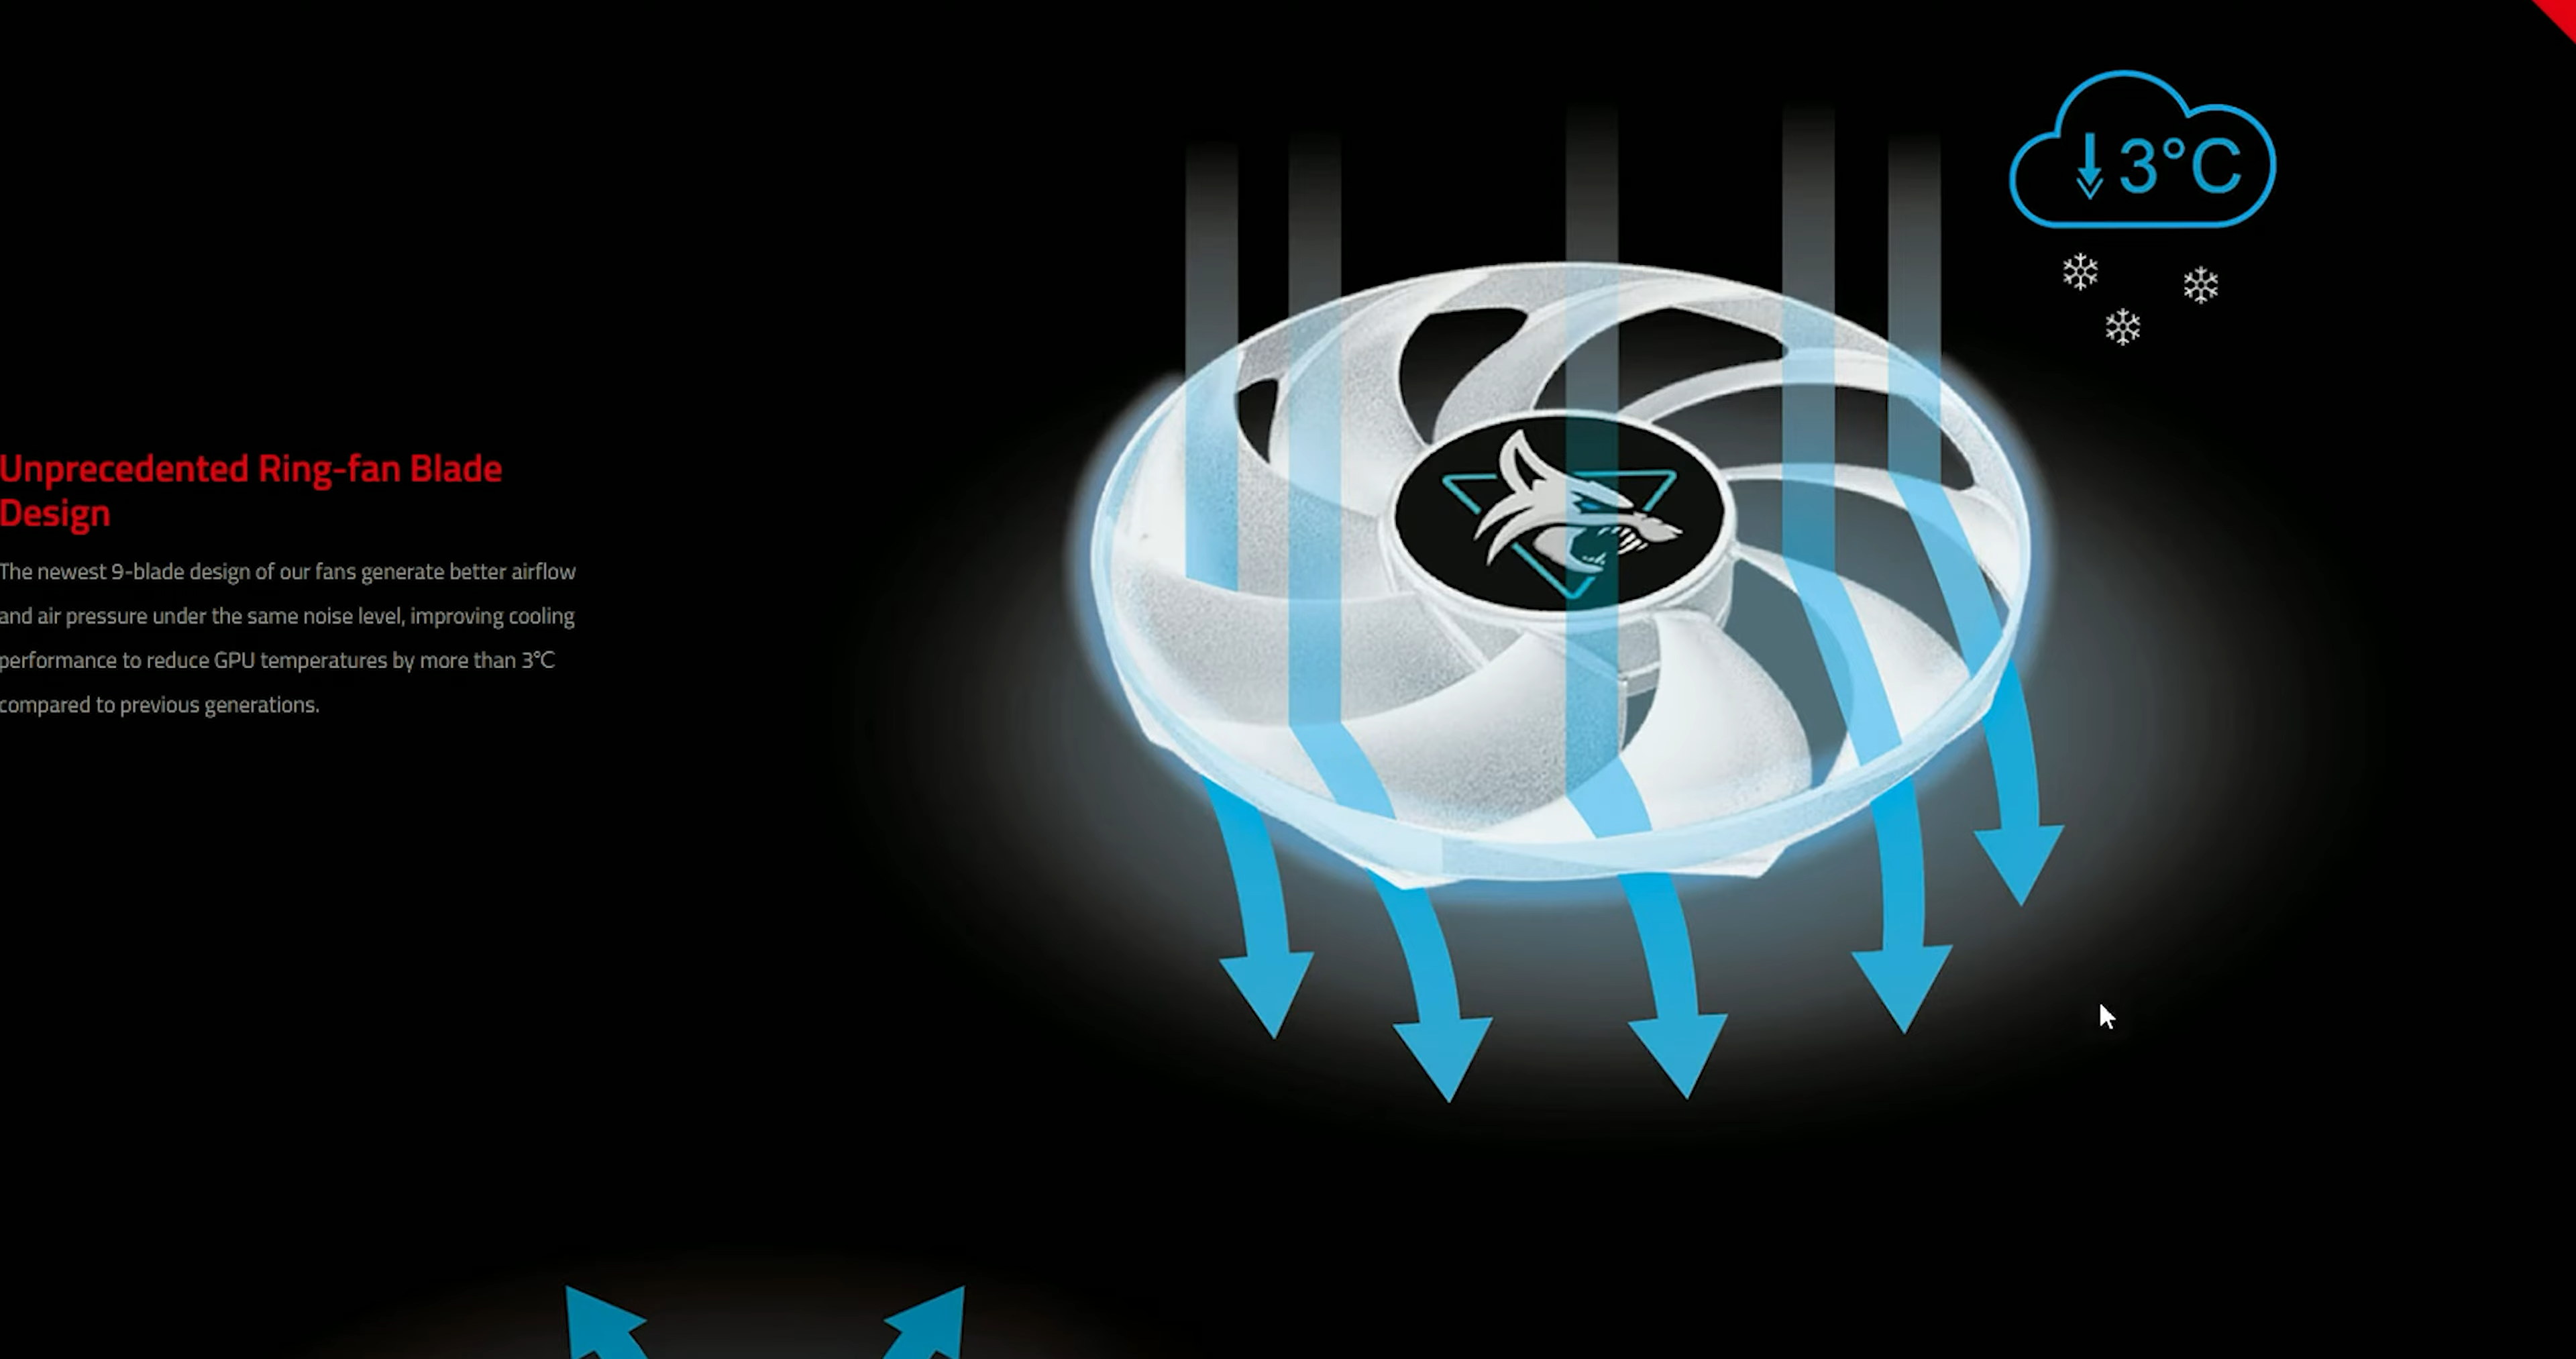 ↓3°C
Unprecedented Ring-fan Blade
Design
The newest 9-blade design of our fans generate better airflow
and air pressure under the same noise level, improving cooling
performance to reduce GPU temperatures by more than 3°C
compared to previous generations.